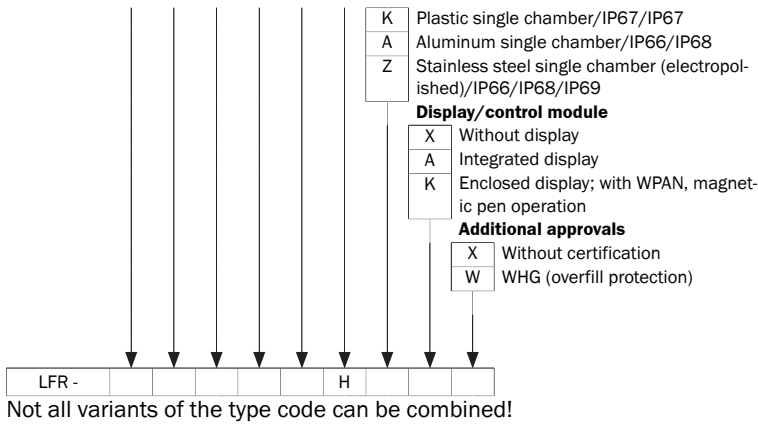 K Plastic single chamber/IP67/IP67
A Aluminum single chamber/IP66/IP68
Z Stainless steel single chamber (electropol-
ished)/IP66/IP68/IP69
Display/control module
X Without display
A Integrated display
K Enclosed display; with WPAN, magnet-
ic pen operation
Additional approvals
X Without certification
W WHG (overfill protection)
LFR - H
Not all variants of the type code can be combined!